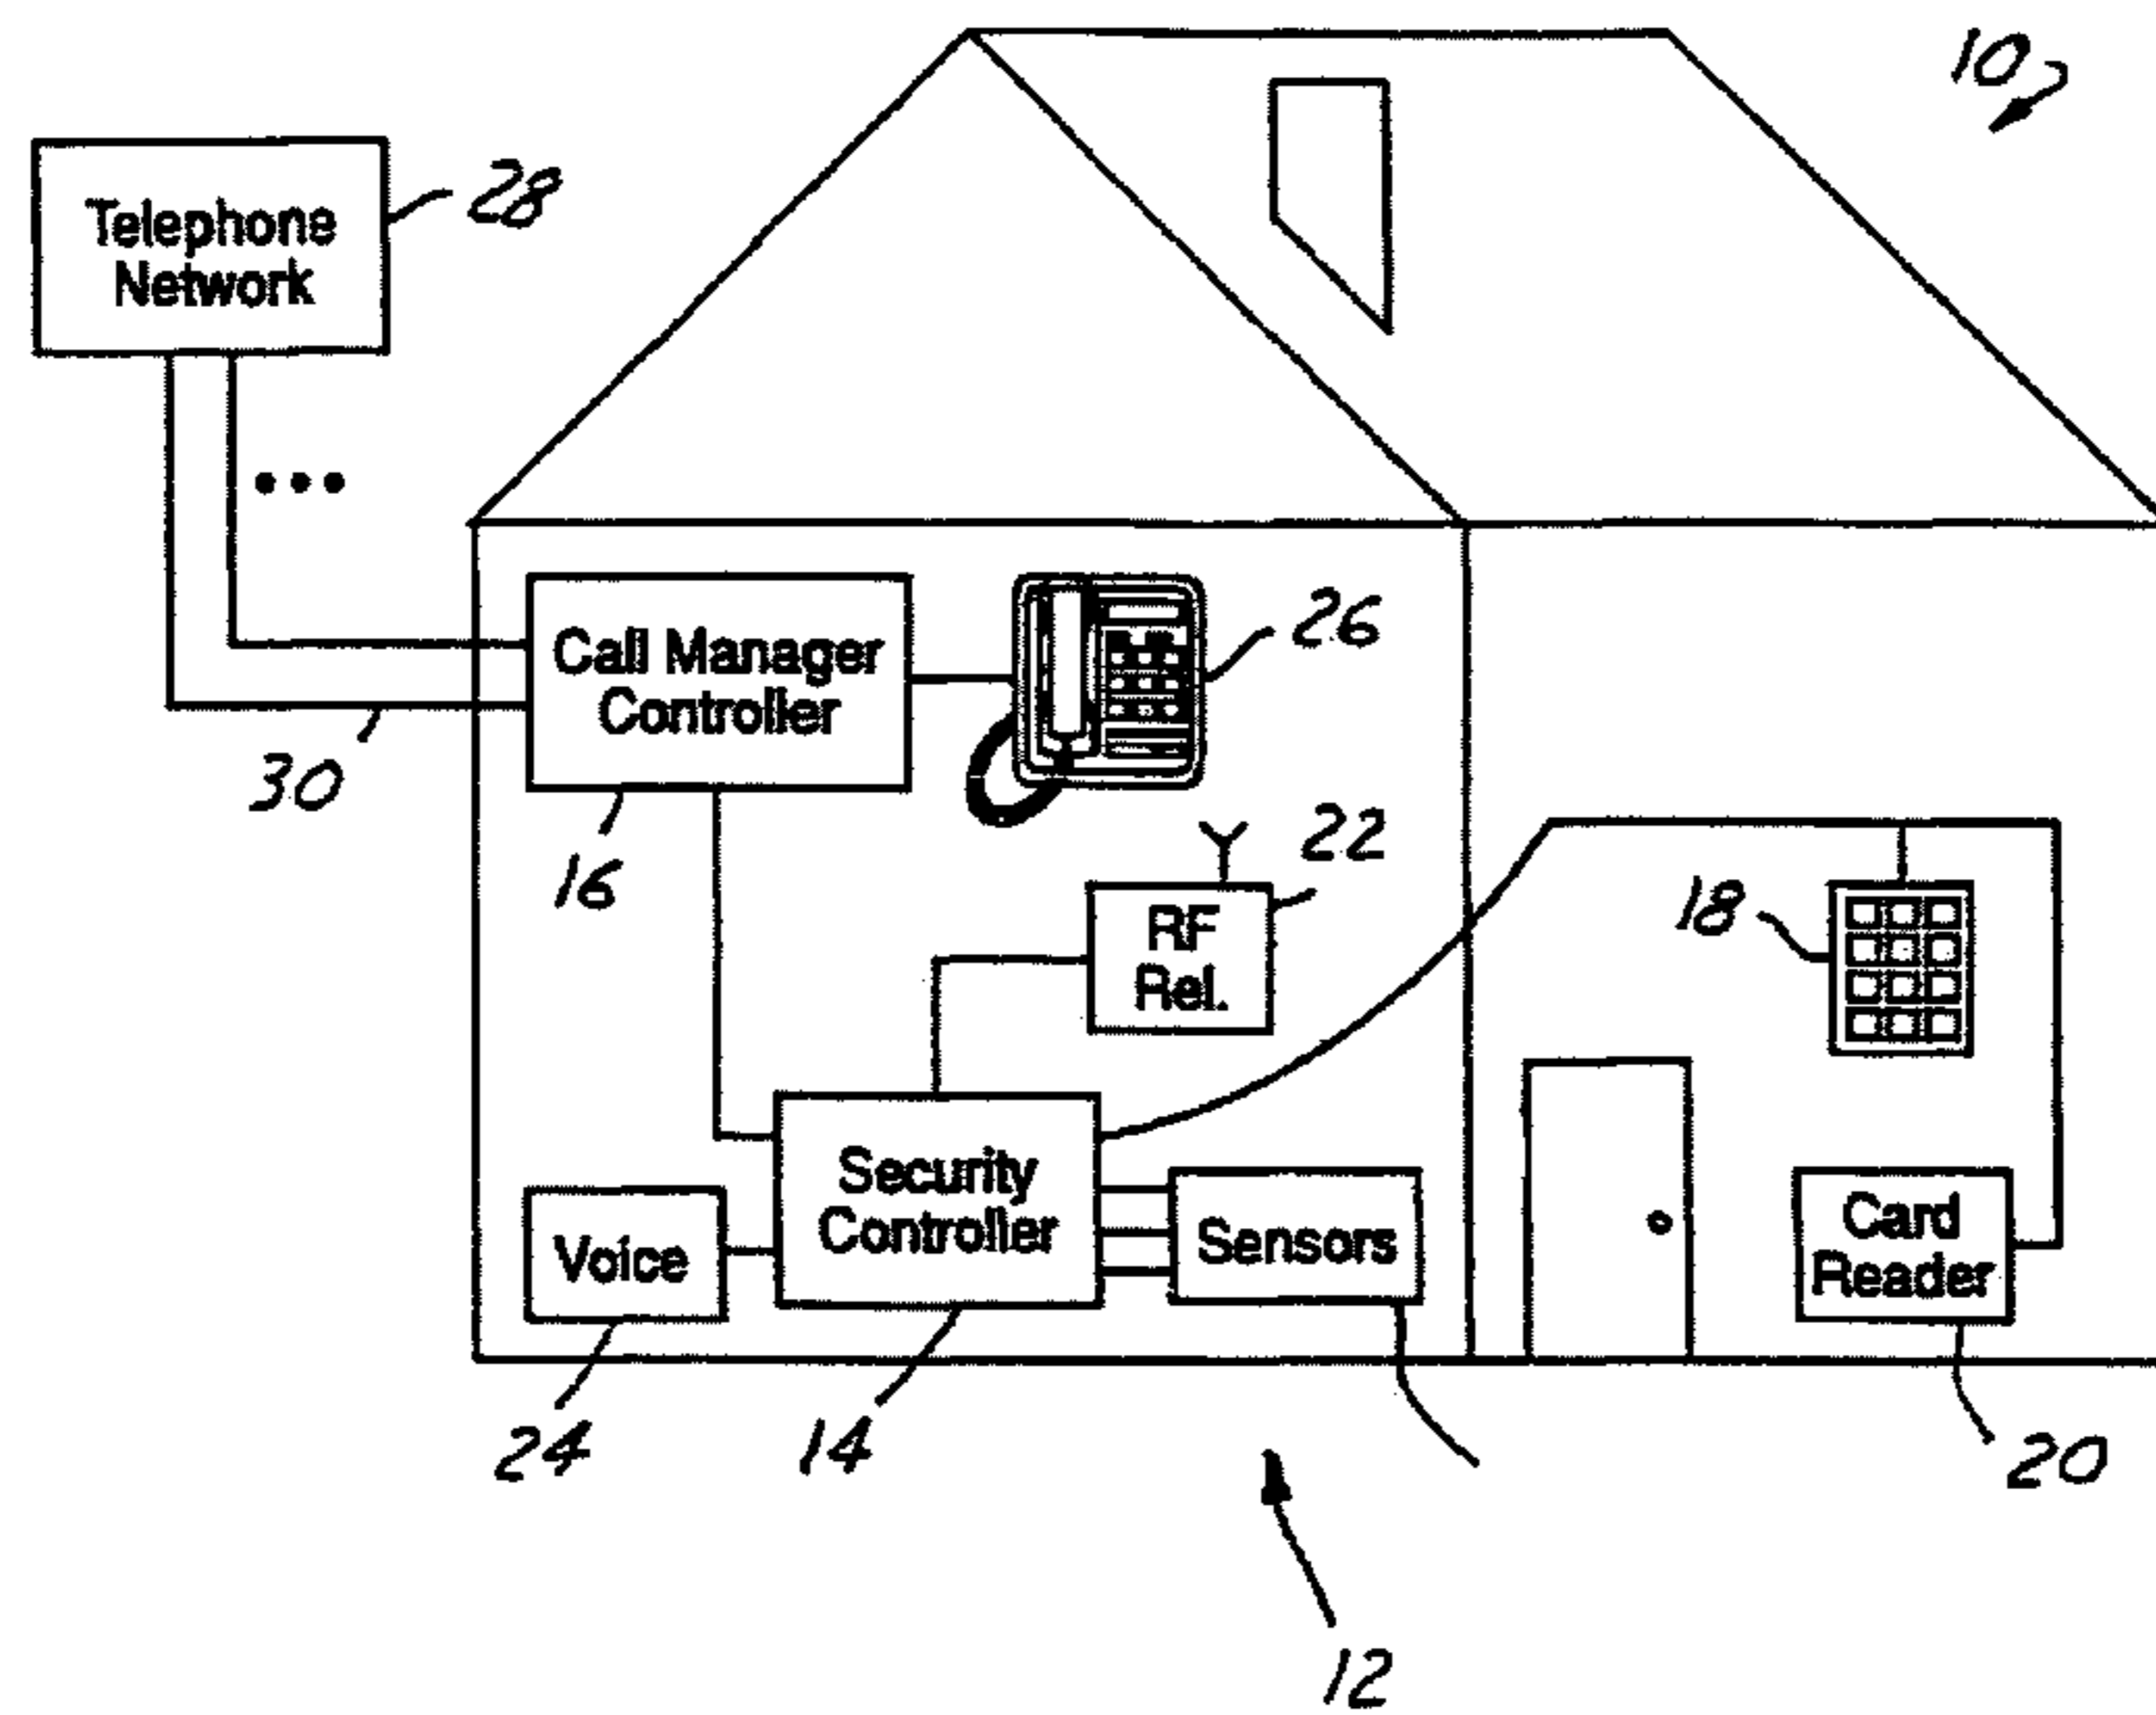 10
Telephone
Network
28
Call Manager
Controller
26
30
16
22
RF
Rel.
18
Security
Controller
Voice
Sensors
Card
Reader
24
14
20
12